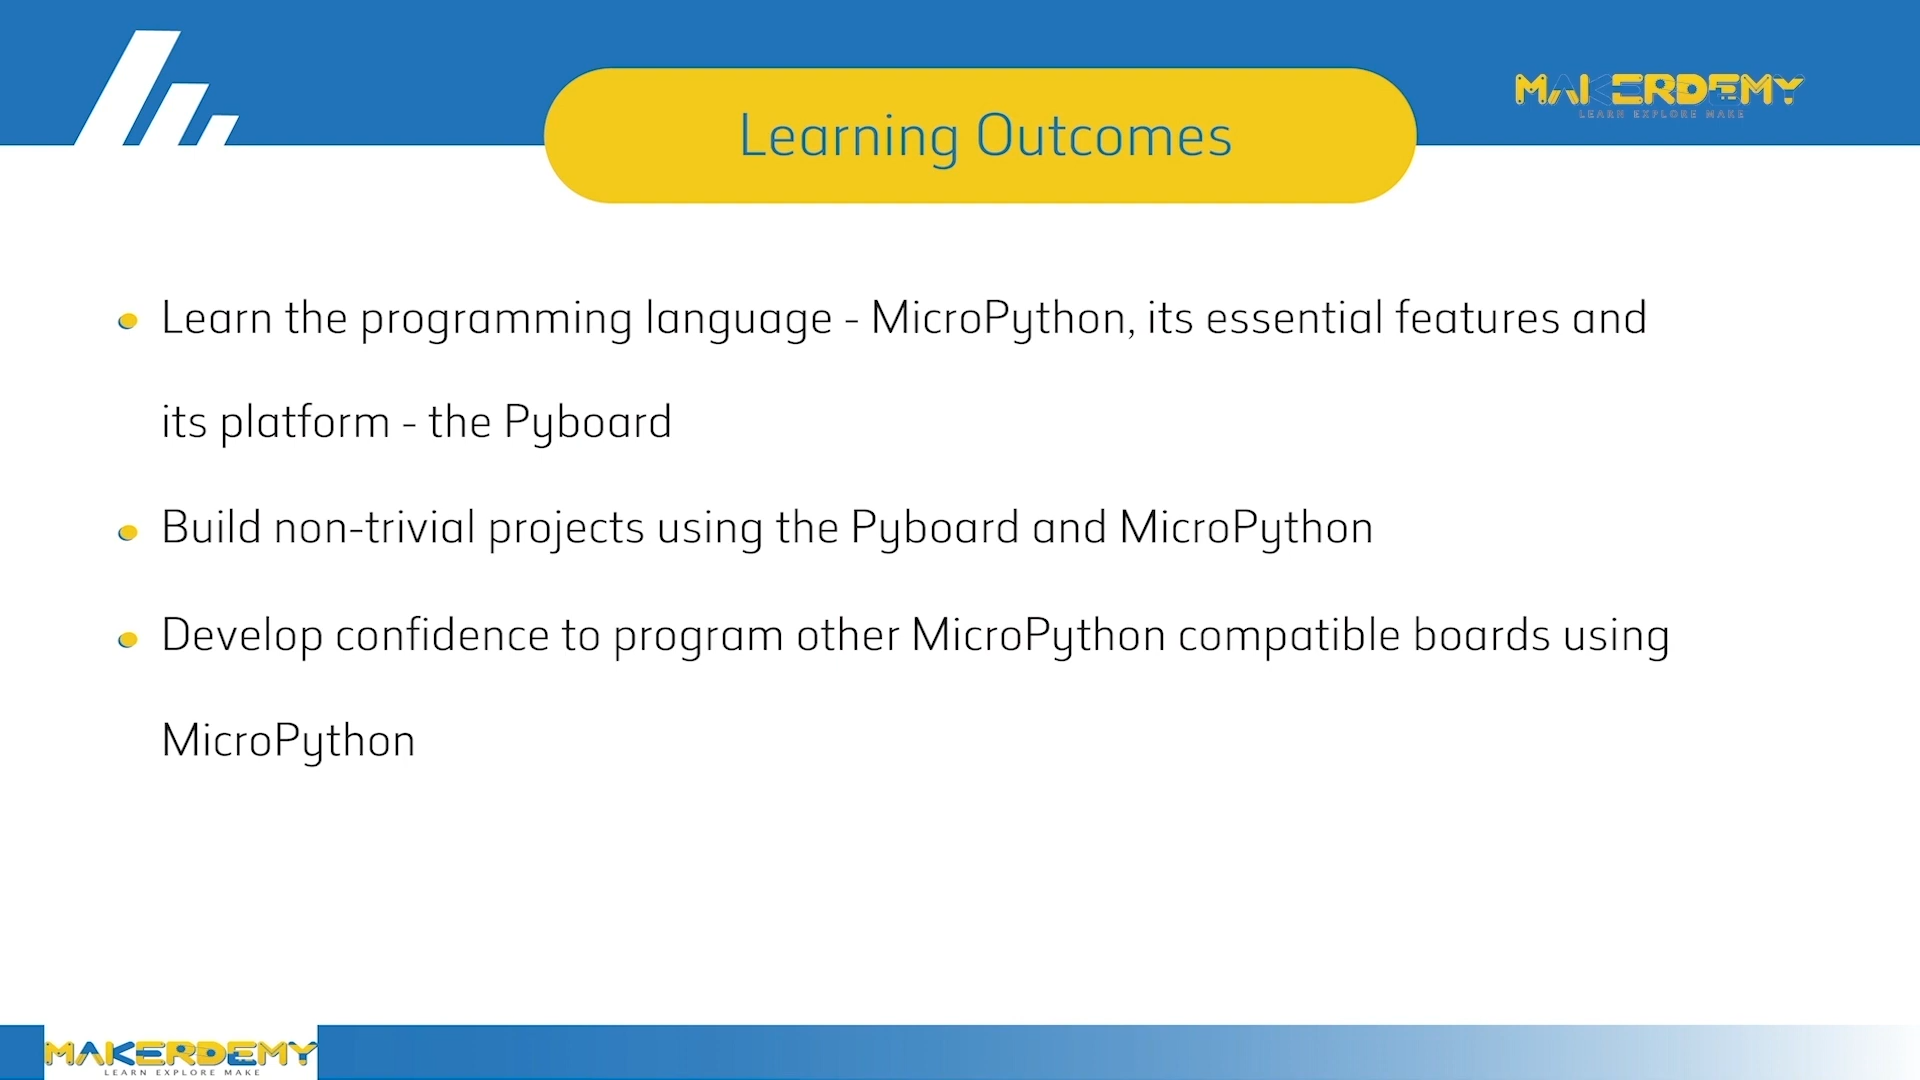 MAKERDEMY
LEARN EXPLORE MAKE
Learning Outcomes
Learn the programming language - MicroPython, its essential features and
its platform - the Pyboard
Build non-trivial projects using the Pyboard and MicroPython
Develop confidence to program other MicroPython compatible boards using
MicroPython
MAKERDEMY
LEARN EXPLORE MAKE